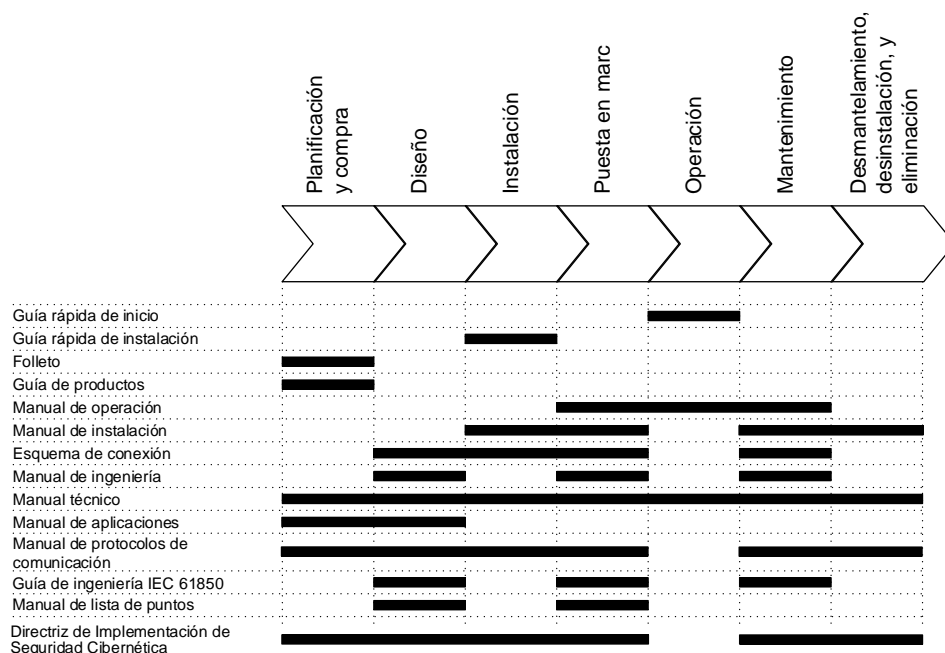 Planificación
y compra
Diseño
Instalación
Puesta en marc
Operación
Mantenimiento
Desmantelamiento,
desinstalación, y
eliminación
Guía rápida de inicio
Guía rápida de instalación
Folleto
Guía de productos
Manual de operación
Manual de instalación
Esquema de conexión
Manual de ingeniería
Manual técnico
Manual de aplicaciones
Manual de protocolos de
comunicación
Guía de ingeniería IEC 61850
Manual de lista de puntos
Directriz de Implementación de
Seguridad Cibernética